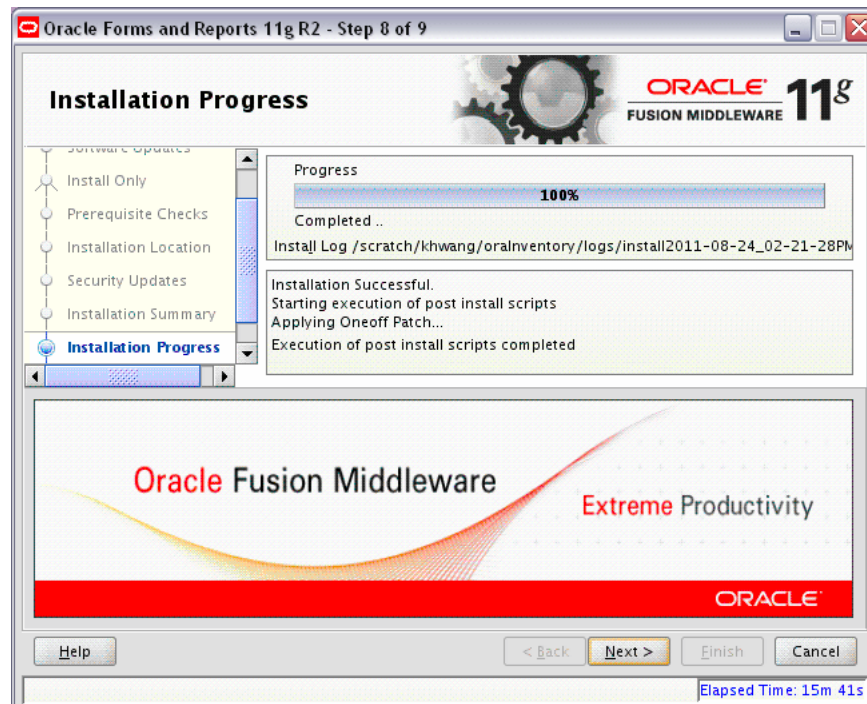 Oracle Forms and Reports 11g R2 - Step 8 of 9
Installation Progress
ORACLE
FUSION MIDDLEWARE
11g
Software Updates
Install Only
Prerequisite Checks
Installation Location
Security Updates
Installation Summary
Installation Progress
Progress
100%
Completed ..
Install Log /scratch/khwang/oraInventory/logs/install2011-08-24_02-21-28PM
Installation Successful.
Starting execution of post install scripts
Applying Oneoff Patch...
Execution of post install scripts completed
Oracle Fusion Middleware
Extreme Productivity
ORACLE
Help
< Back
Next >
Finish
Cancel
Elapsed Time: 15m 41s